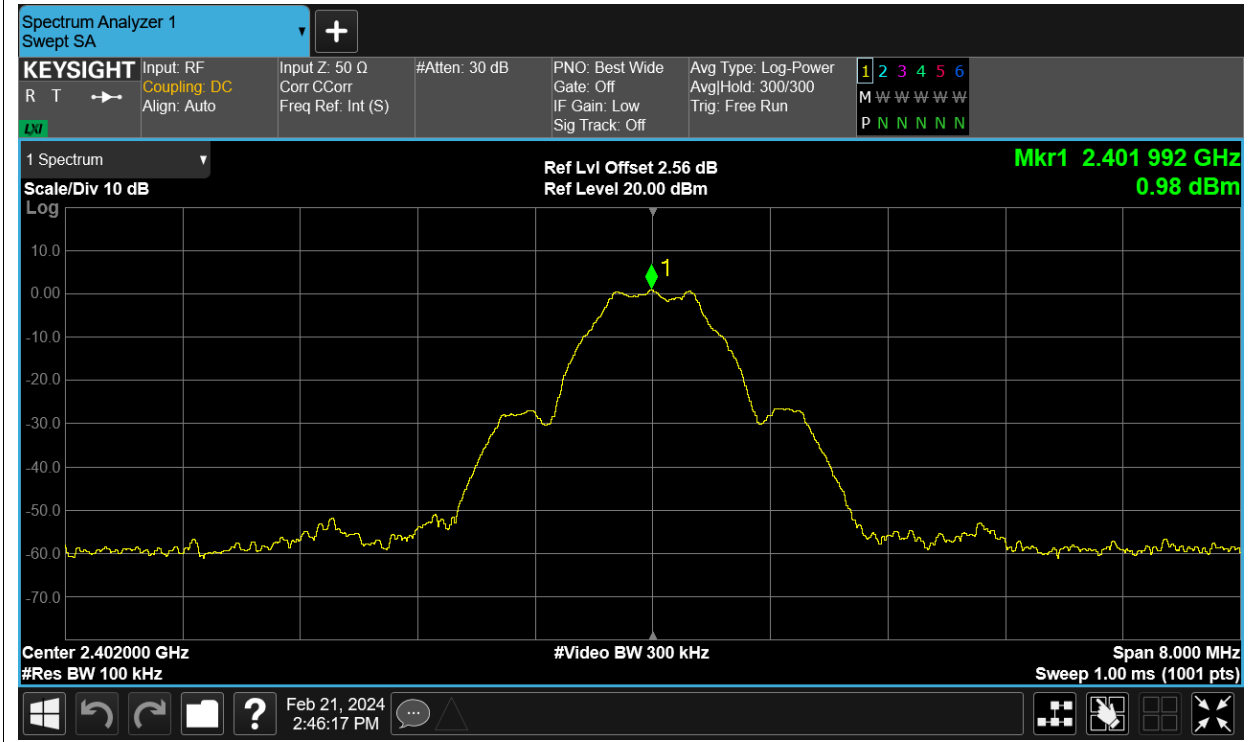 Spectrum Analyzer 1
Swept SA
KEYSIGHT
R T
LXI
Input: RF
Coupling: DC
Align: Auto
Input Z: 50 Ω
Corr CCorr
Freq Ref: Int (S)
#Atten: 30 dB
PNO: Best Wide
Gate: Off
IF Gain: Low
Sig Track: Off
Avg Type: Log-Power
Avg|Hold: 300/300
Trig: Free Run
1 2 3 4 5 6
M W W W W W
P N N N N N
1 Spectrum
Scale/Div 10 dB
Log
Ref Lvl Offset 2.56 dB
Ref Level 20.00 dBm
Mkr1 2.401 992 GHz
0.98 dBm
1
10.0
0.00
-10.0
-20.0
-30.0
-40.0
-50.0
-60.0
-70.0
Center 2.402000 GHz
#Video BW 300 kHz
Span 8.000 MHz
#Res BW 100 kHz
Sweep 1.00 ms (1001 pts)
?
Feb 21, 2024
2:46:17 PM